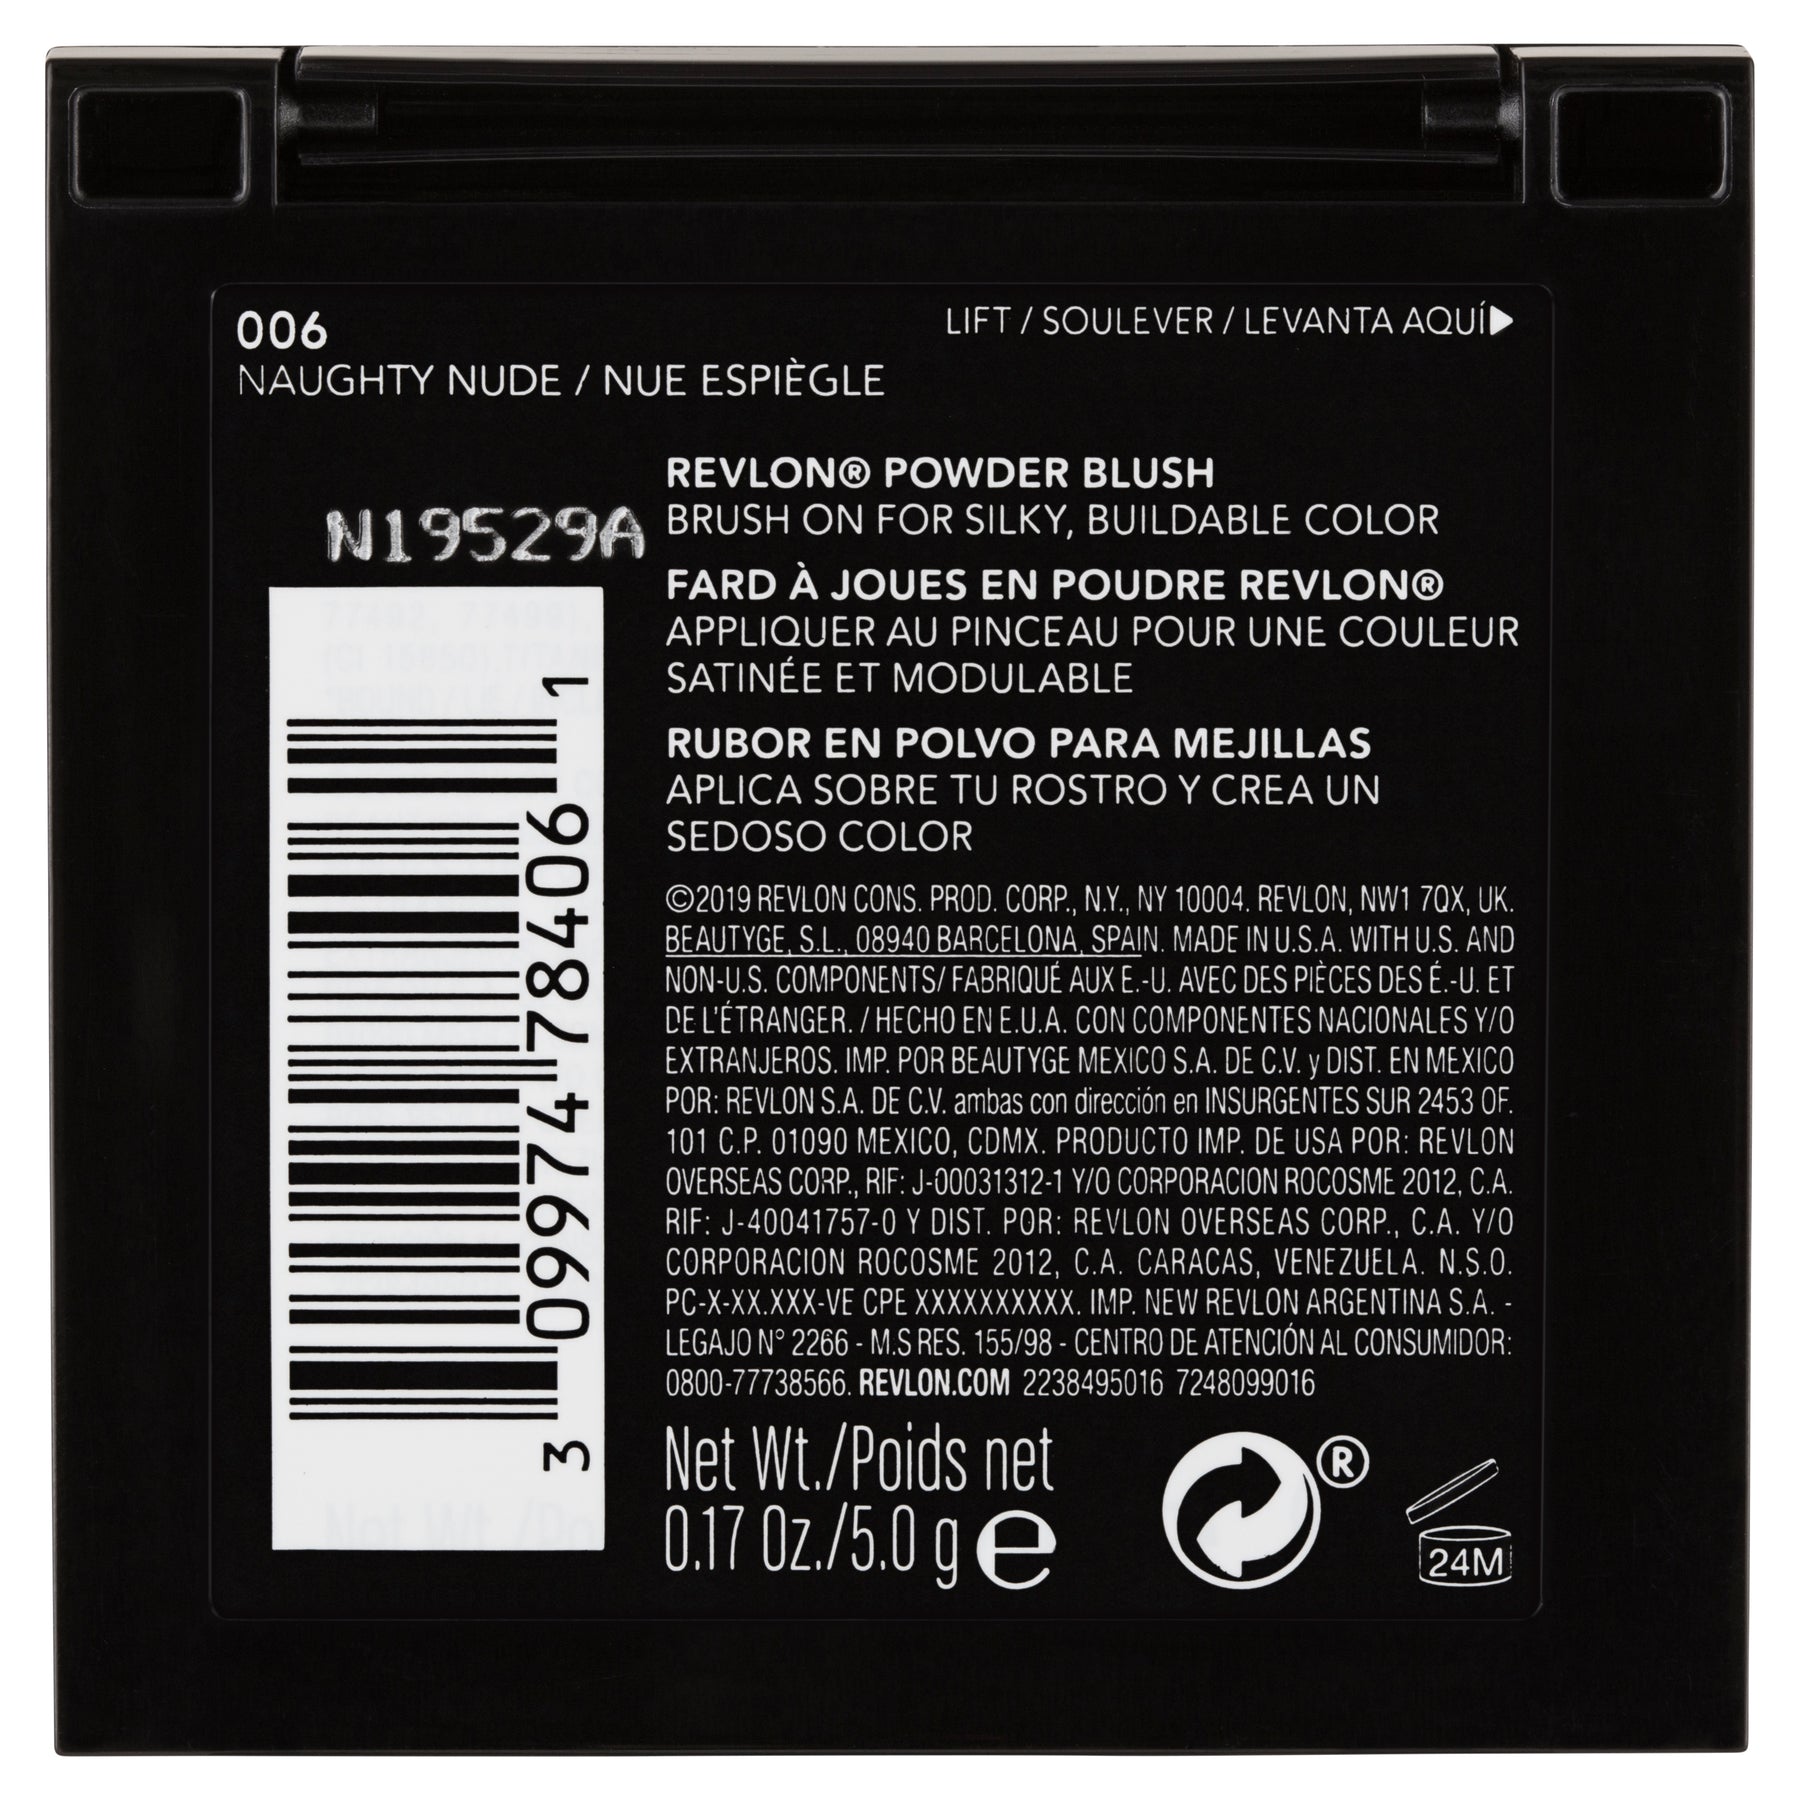 006
NAUGHTY NUDE / NUE ESPIÈGLE
LIFT / SOULEVER / LEVANTA AQUÍ
N19529A
REVLON® POWDER BLUSH
BRUSH ON FOR SILKY, BUILDABLE COLOR
FARD À JOUES EN POUDRE REVLON®
APPLIQUER AU PINCEAU POUR UNE COULEUR
SATINÉE ET MODULABLE
RUBOR EN POLVO PARA MEJILLAS
APLICA SOBRE TU ROSTRO Y CREA UN
SEDOSO COLOR
©2019 REVLON CONS. PROD. CORP., N.Y., NY 10004. REVLON, NW1 7QX, UK.
BEAUTYGE, S.L., 08940 BARCELONA, SPAIN. MADE IN U.S.A. WITH U.S. AND
NON-U.S. COMPONENTS/ FABRIQUÉ AUX E.-U. AVEC DES PIÈCES DES É.-U. ET
DE L'ÉTRANGER. / HECHO EN E.U.A. CON COMPONENTES NACIONALES Y/O
EXTRANJEROS. IMP. POR BEAUTYGE MEXICO S.A. DE C.V. y DIST. EN MEXICO
POR: REVLON S.A. DE C.V. ambas con dirección en INSURGENTES SUR 2453 OF.
101 C.P. 01090 MEXICO, CDMX. PRODUCTO IMP. DE USA POR: REVLON
OVERSEAS CORP., RIF: J-00031312-1 Y/O CORPORACION ROCOSME 2012, C.A.
RIF: J-40041757-0 Y DIST. POR: REVLON OVERSEAS CORP., C.A. Y/O
CORPORACION ROCOSME 2012, C.A. CARACAS, VENEZUELA. N.S.O.
PC-X-XX.XXX-VE CPE XXXXXXXXXX. IMP. NEW REVLON ARGENTINA S.A. -
LEGAJO N° 2266 - M.S RES. 155/98 - CENTRO DE ATENCIÓN AL CONSUMIDOR:
0800-77738566. REVLON.COM 2238495016 7248099016
3 09974 78406 1
Net Wt./Poids net
0.17 Oz./5.0 g e
®
24M